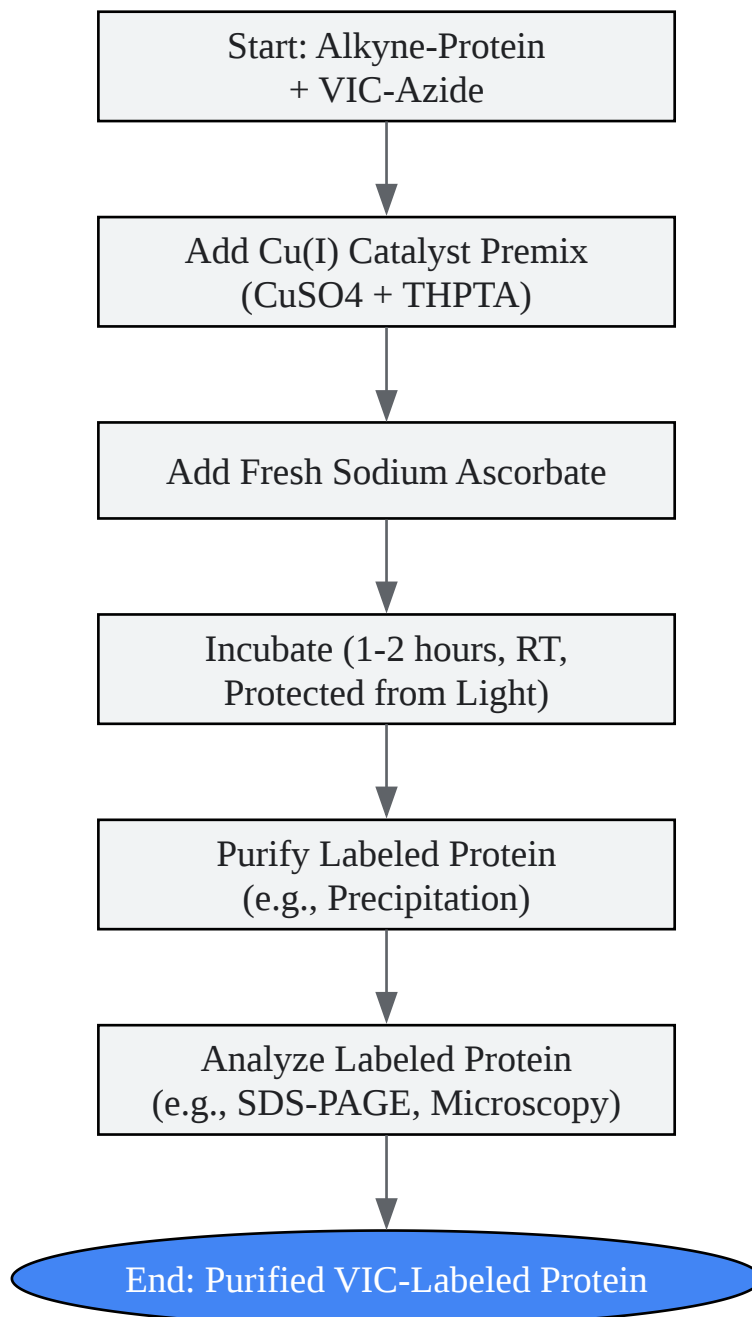 Start: Alkyne-Protein
+ VIC-Azide
Add Cu(I) Catalyst Premix
(CuSO4 + THPTA)
Add Fresh Sodium Ascorbate
Incubate (1-2 hours, RT,
Protected from Light)
Purify Labeled Protein
(e.g., Precipitation)
Analyze Labeled Protein
(e.g., SDS-PAGE, Microscopy)
End: Purified VIC-Labeled Protein